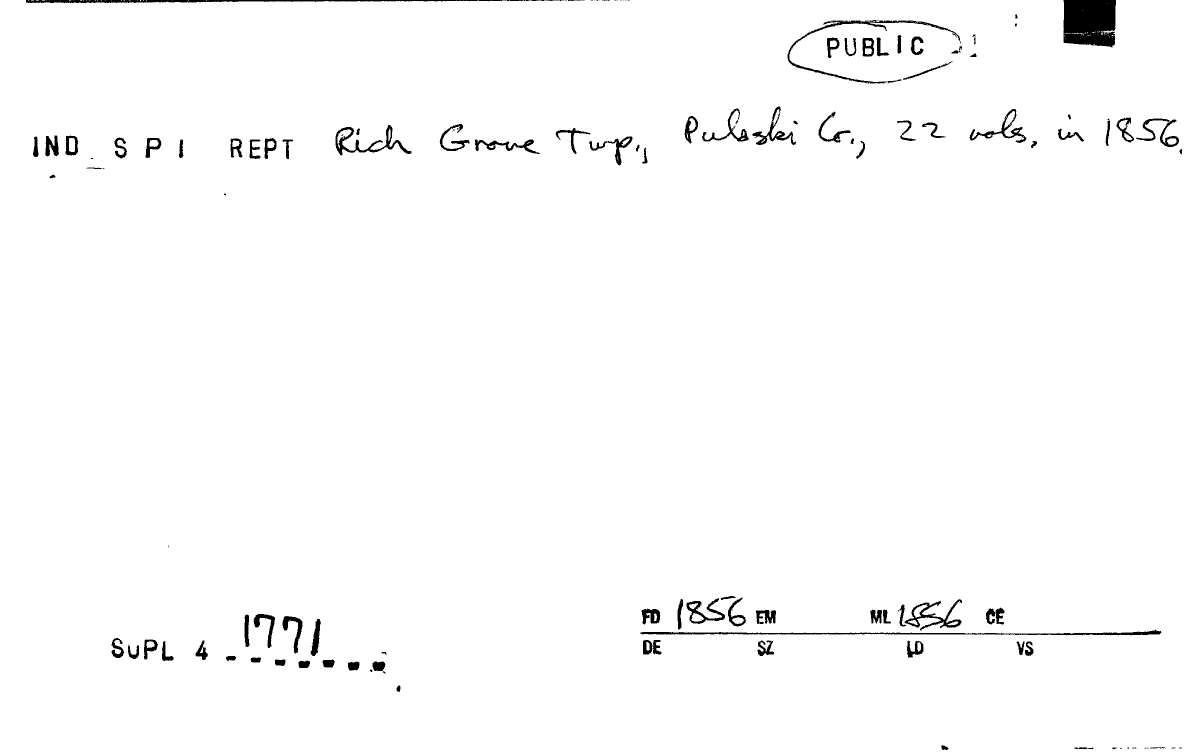 PUBLIC
IND S P I REPT Rich Grove Twp., Pulaski Co., 22 vols. in 1856.
FD 1856 EM ML 1856 CE
SuPL 4 1771
DE SZ LD VS